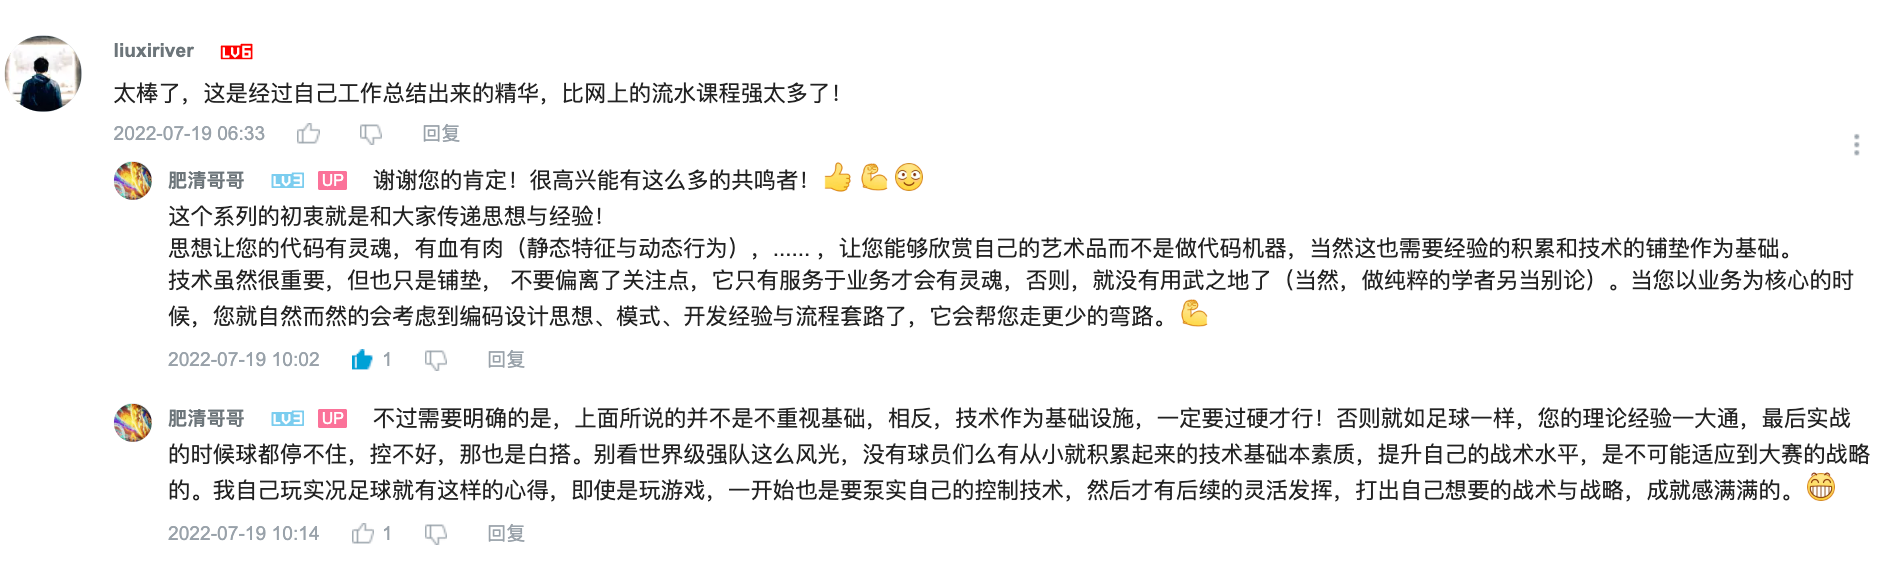 liuxiriver LV6
太棒了，这是经过自己工作总结出来的精华，比网上的流水课程强太多了！
2022-07-19 06:33 回复
肥清哥哥 LV3 UP 谢谢您的肯定！很高兴能有这么多的共鸣者！
这个系列的初衷就是和大家传递思想与经验！
思想让您的代码有灵魂，有血有肉（静态特征与动态行为），...... ，让您能够欣赏自己的艺术品而不是做代码机器，当然这也需要经验的积累和技术的铺垫作为基础。
技术虽然很重要，但也只是铺垫， 不要偏离了关注点，它只有服务于业务才会有灵魂，否则，就没有用武之地了（当然，做纯粹的学者另当别论）。当您以业务为核心的时
候，您就自然而然的会考虑到编码设计思想、模式、开发经验与流程套路了，它会帮您走更少的弯路。
2022-07-19 10:02 1 回复
肥清哥哥 LV3 UP 不过需要明确的是，上面所说的并不是不重视基础，相反，技术作为基础设施，一定要过硬才行！否则就如足球一样，您的理论经验一大通，最后实战
的时候球都停不住，控不好，那也是白搭。别看世界级强队这么风光，没有球员们么有从小就积累起来的技术基础本素质，提升自己的战术水平，是不可能适应到大赛的战略
的。我自己玩实况足球就有这样的心得，即使是玩游戏，一开始也是要泵实自己的控制技术，然后才有后续的灵活发挥，打出自己想要的战术与战略，成就感满满的。
2022-07-19 10:14 1 回复